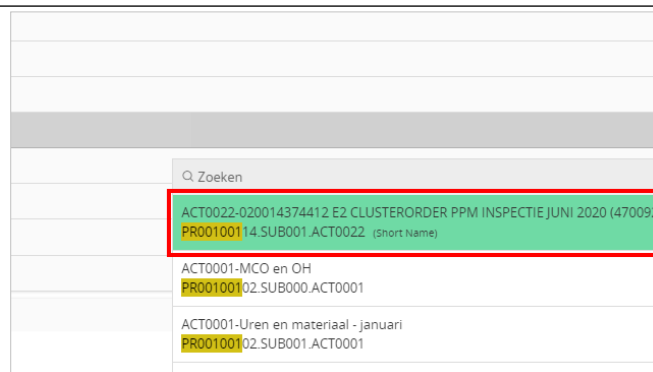 Zoeken
ACT0022-020014374412 E2 CLUSTERORDER PPM INSPECTIE JUNI 2020 (470092
PR00100114.SUB001.ACT0022 (Short Name)
ACT0001-MCO en OH
PR00100102.SUB000.ACT0001
ACT0001-Uren en materiaal - januari
PR00100102.SUB001.ACT0001